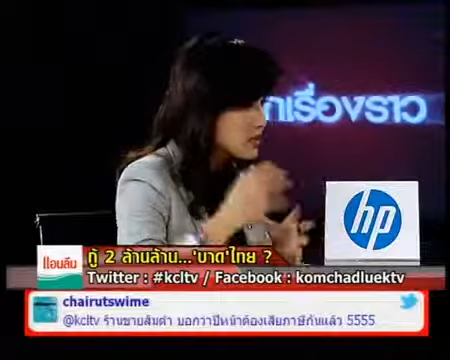 กเรื่องราว
hp
แอนลีน
กู้ 2 ล้านล้าน...'บาด'ไทย ?
Twitter : #kcltv / Facebook : komchadluektv
chairutswime
@kcltv ร้านขายส้มตำ บอกว่าปีหน้าต้องเสียภาษีกันแล้ว 5555